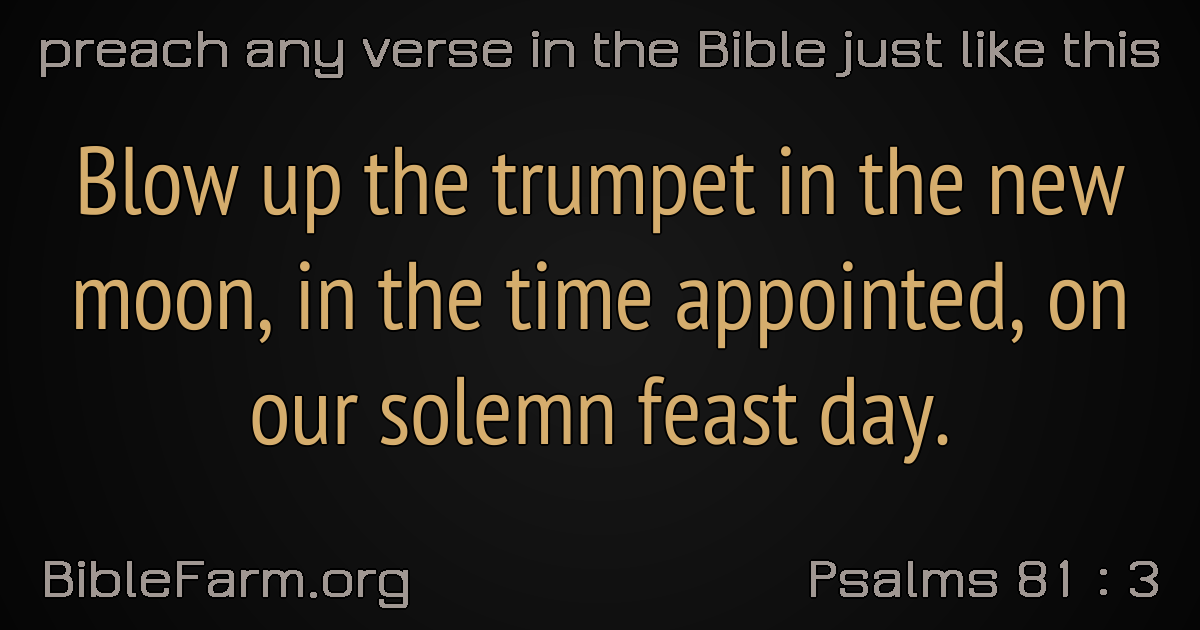 preach any verse in the Bible just like this
Blow up the trumpet in the new
moon, in the time appointed, on
our solemn feast day.
BibleFarm.org
Psalms 81 : 3